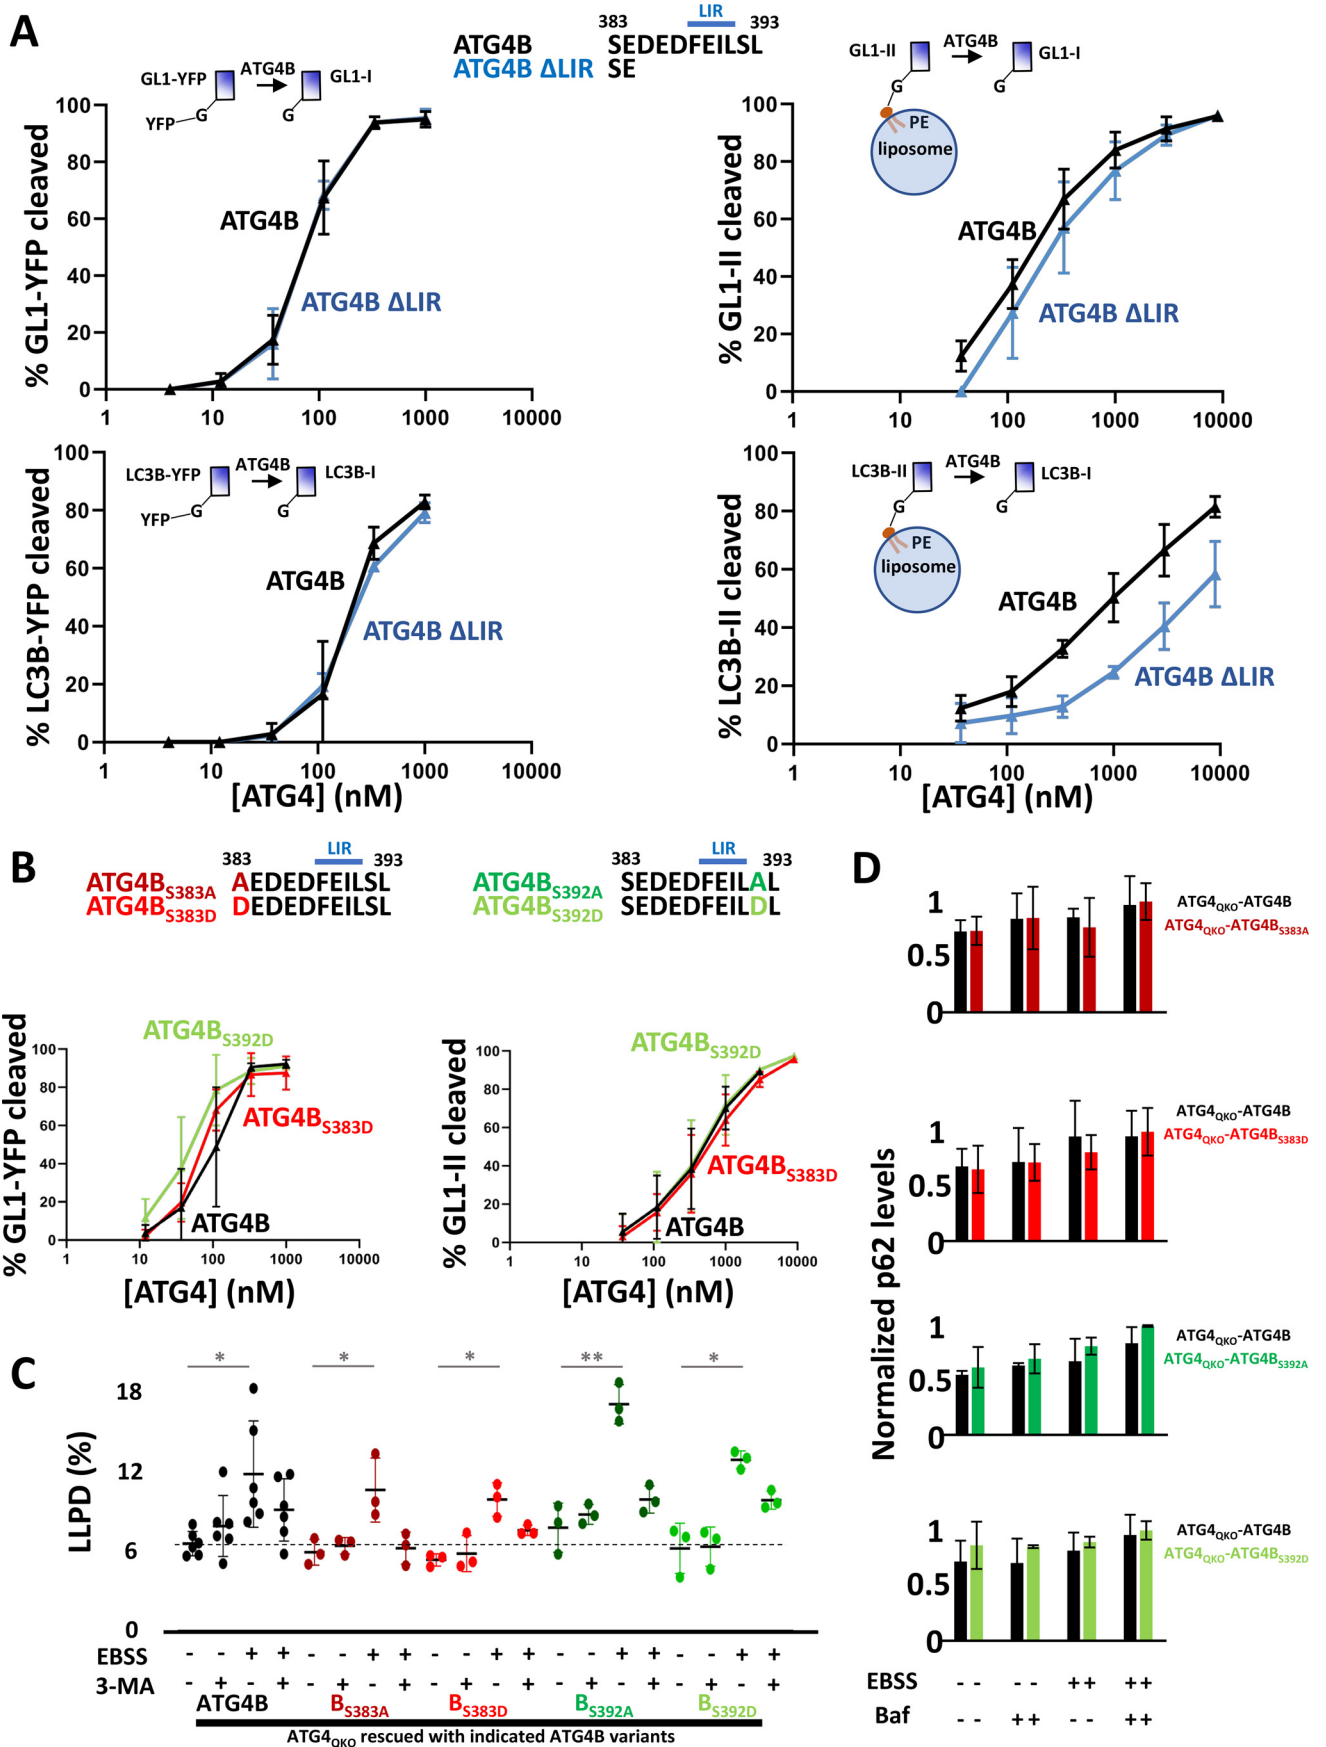 A
LIR
383 393
ATG4B SEDEDFEILSL
ATG4B ΔLIR SE
GL1-YFP ATG4B GL1-I
YFP G G
% GL1-YFP cleaved
100
80
60
40
20
0
1 10 100 1000 10000
ATG4B
ATG4B ΔLIR
GL1-II ATG4B GL1-I
G G
PE
liposome
% GL1-II cleaved
100
80
60
40
20
0
1 10 100 1000 10000
ATG4B
ATG4B ΔLIR
LC3B-YFP ATG4B LC3B-I
YFP G G
% LC3B-YFP cleaved
100
80
60
40
20
0
1 10 100 1000 10000
[ATG4] (nM)
ATG4B
ATG4B ΔLIR
LC3B-II ATG4B LC3B-I
G G
PE
liposome
% LC3B-II cleaved
100
80
60
40
20
0
1 10 100 1000 10000
[ATG4] (nM)
ATG4B
ATG4B ΔLIR
B
LIR
383 393
ATG4BS383A AEDEDFEILSL
ATG4BS383D DEDEDFEILSL
LIR
383 393
ATG4BS392A SEDEDFEILAL
ATG4BS392D SEDEDFEILDL
% GL1-YFP cleaved
100
80
60
40
20
0
1 10 100 1000 10000
[ATG4] (nM)
ATG4BS392D
ATG4BS383D
ATG4B
% GL1-II cleaved
100
80
60
40
20
0
1 10 100 1000 10000
[ATG4] (nM)
ATG4BS392D
ATG4BS383D
ATG4B
C
* * * ** *
LLPD (%)
18
12
6
0
EBSS - - + + - - + + - - + + - - + + - - + +
3-MA - + - + - + - + - + - + - + - + - + - +
ATG4B BS383A BS383D BS392A BS392D
ATG4QKO rescued with indicated ATG4B variants
D
Normalized p62 levels
1
0.5
0
ATG4QKO-ATG4B
ATG4QKO-ATG4BS383A
1
0.5
0
ATG4QKO-ATG4B
ATG4QKO-ATG4BS383D
1
0.5
0
ATG4QKO-ATG4B
ATG4QKO-ATG4BS392A
1
0.5
0
ATG4QKO-ATG4B
ATG4QKO-ATG4BS392D
EBSS - - - - ++ ++
Baf - - ++ - - ++